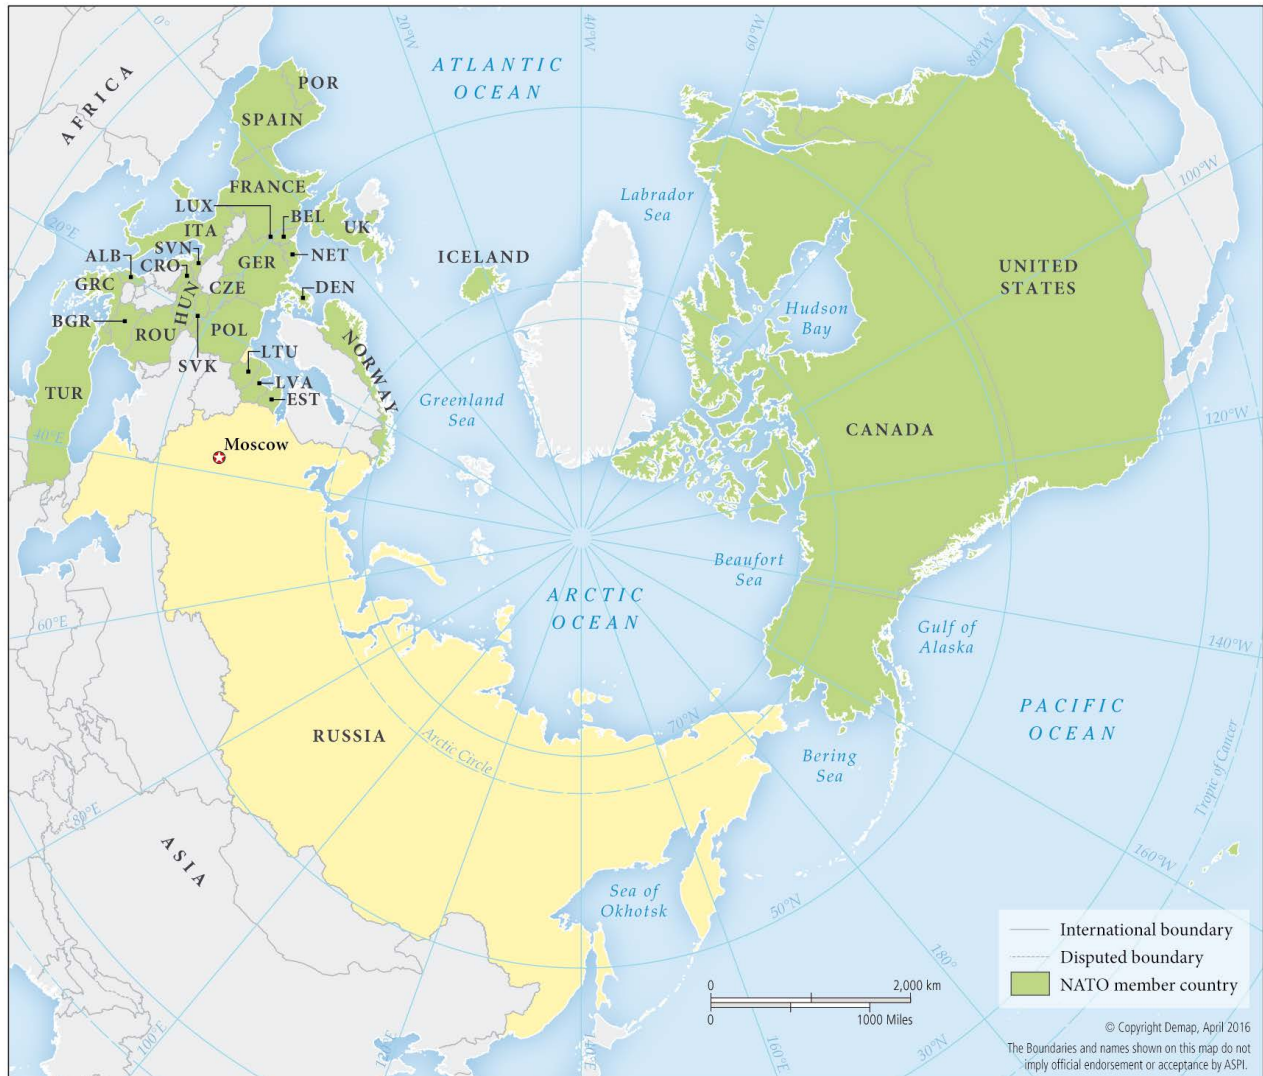 0°
20°W
40°W
60°W
80°W
ATLANTIC
OCEAN
AFRICA
POR
SPAIN
FRANCE
LUX
BEL
UK
ITA
SVN
ALB
CRO
GER
NET
GRC
CZE
DEN
HUN
BGR
ROU
POL
SVK
LTU
LVA
EST
TUR
NORWAY
20°E
40°E
Moscow
ICELAND
Labrador
Sea
Greenland
Sea
Hudson
Bay
UNITED
STATES
CANADA
100°W
120°W
Beaufort
Sea
ARCTIC
OCEAN
Gulf of
Alaska
140°W
60°E
RUSSIA
Arctic Circle
70°N
Bering
Sea
PACIFIC
OCEAN
Tropic of Cancer
80°E
ASIA
160°W
Sea of
Okhotsk
50°N
180°
30°N
100°E
140°E
160°E
0
2,000 km
0
1000 Miles
International boundary
Disputed boundary
NATO member country
© Copyright Demap, April 2016
The Boundaries and names shown on this map do not
imply official endorsement or acceptance by ASPI.